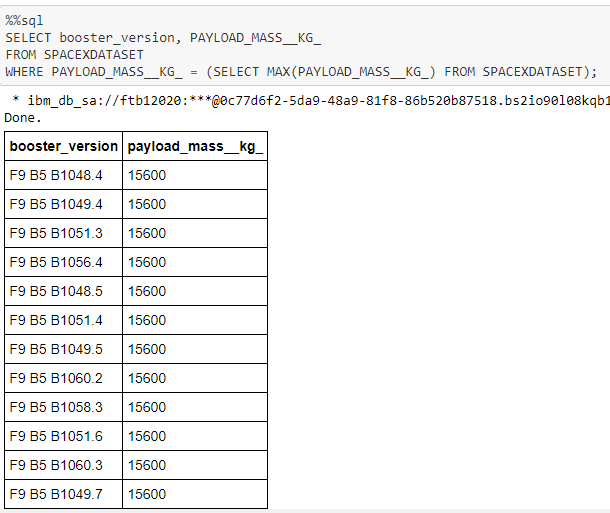 %%sql
SELECT booster_version, PAYLOAD_MASS__KG_
FROM SPACEXDATASET
WHERE PAYLOAD_MASS__KG_ = (SELECT MAX(PAYLOAD_MASS__KG_) FROM SPACEXDATASET);
* ibm_db_sa://ftb12020:***@0c77d6f2-5da9-48a9-81f8-86b520b87518.bs2io90l08kqb1
Done.
booster_version payload_mass__kg_
F9 B5 B1048.4 15600
F9 B5 B1049.4 15600
F9 B5 B1051.3 15600
F9 B5 B1056.4 15600
F9 B5 B1048.5 15600
F9 B5 B1051.4 15600
F9 B5 B1049.5 15600
F9 B5 B1060.2 15600
F9 B5 B1058.3 15600
F9 B5 B1051.6 15600
F9 B5 B1060.3 15600
F9 B5 B1049.7 15600